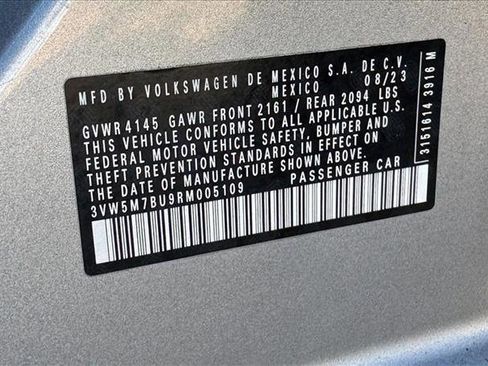 MFD BY VOLKSWAGEN DE MEXICO S.A. DE C.V.
MEXICO 08/23
GVWR 4145 GAWR FRONT 2161 / REAR 2094 LBS
THIS VEHICLE CONFORMS TO ALL APPLICABLE U.S.
FEDERAL MOTOR VEHICLE SAFETY, BUMPER AND
THEFT PREVENTION STANDARDS IN EFFECT ON
THE DATE OF MANUFACTURE SHOWN ABOVE.
3VW5M7BU9RM005109 PASSENGER CAR
3151614 3916 M